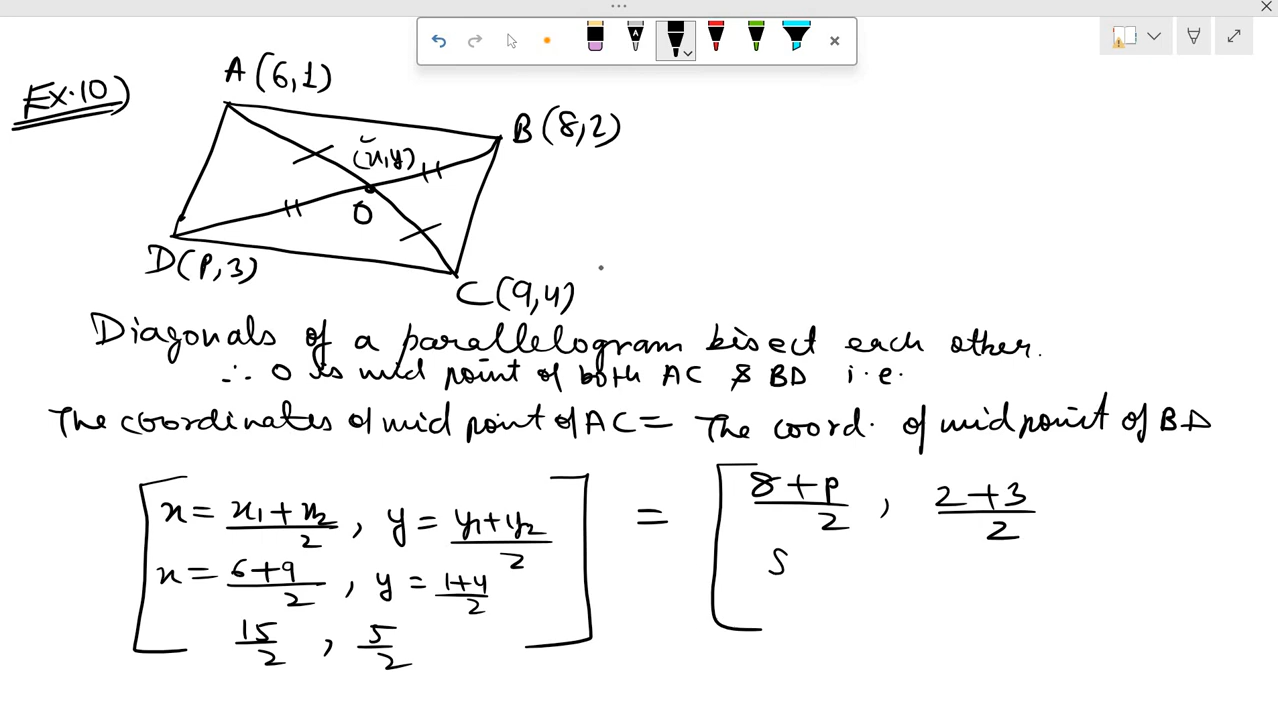 Ex.10)
A(6,1)
B(8,2)
(x,y)
O
D(P,3)
C(9,4)
Diagonals of a parallelogram bisect each other.
∴ O is mid point of both AC & BD i.e.
The coordinates of mid point of AC = The coord. of mid point of BD
[x = (x₁+x₂)/2, y = (y₁+y₂)/2 = [(8+P)/2, (2+3)/2
x = (6+9)/2, y = (1+4)/2] S
15/2, 5/2